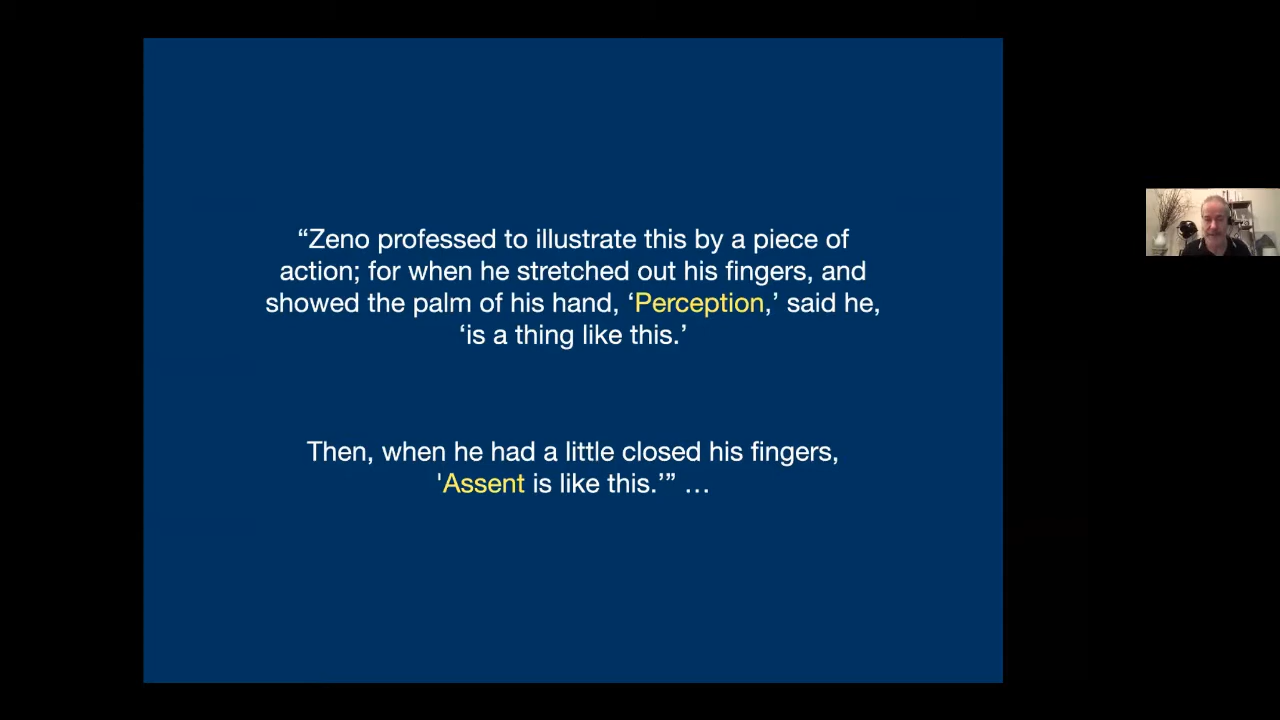 “Zeno professed to illustrate this by a piece of
action; for when he stretched out his fingers, and
showed the palm of his hand, ‘Perception,’ said he,
‘is a thing like this.’
Then, when he had a little closed his fingers,
'Assent is like this.’” …